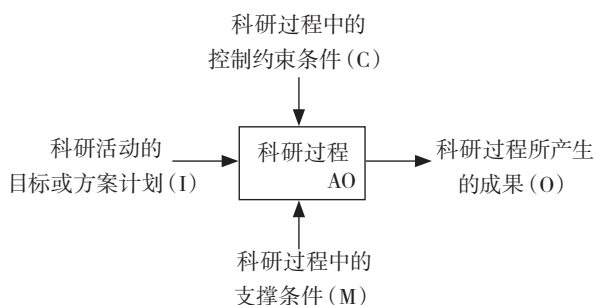 科研过程中的
控制约束条件(C)
科研活动的
目标或方案计划(I)
科研过程
AO
科研过程所产生
的成果(O)
科研过程中的
支撑条件(M)